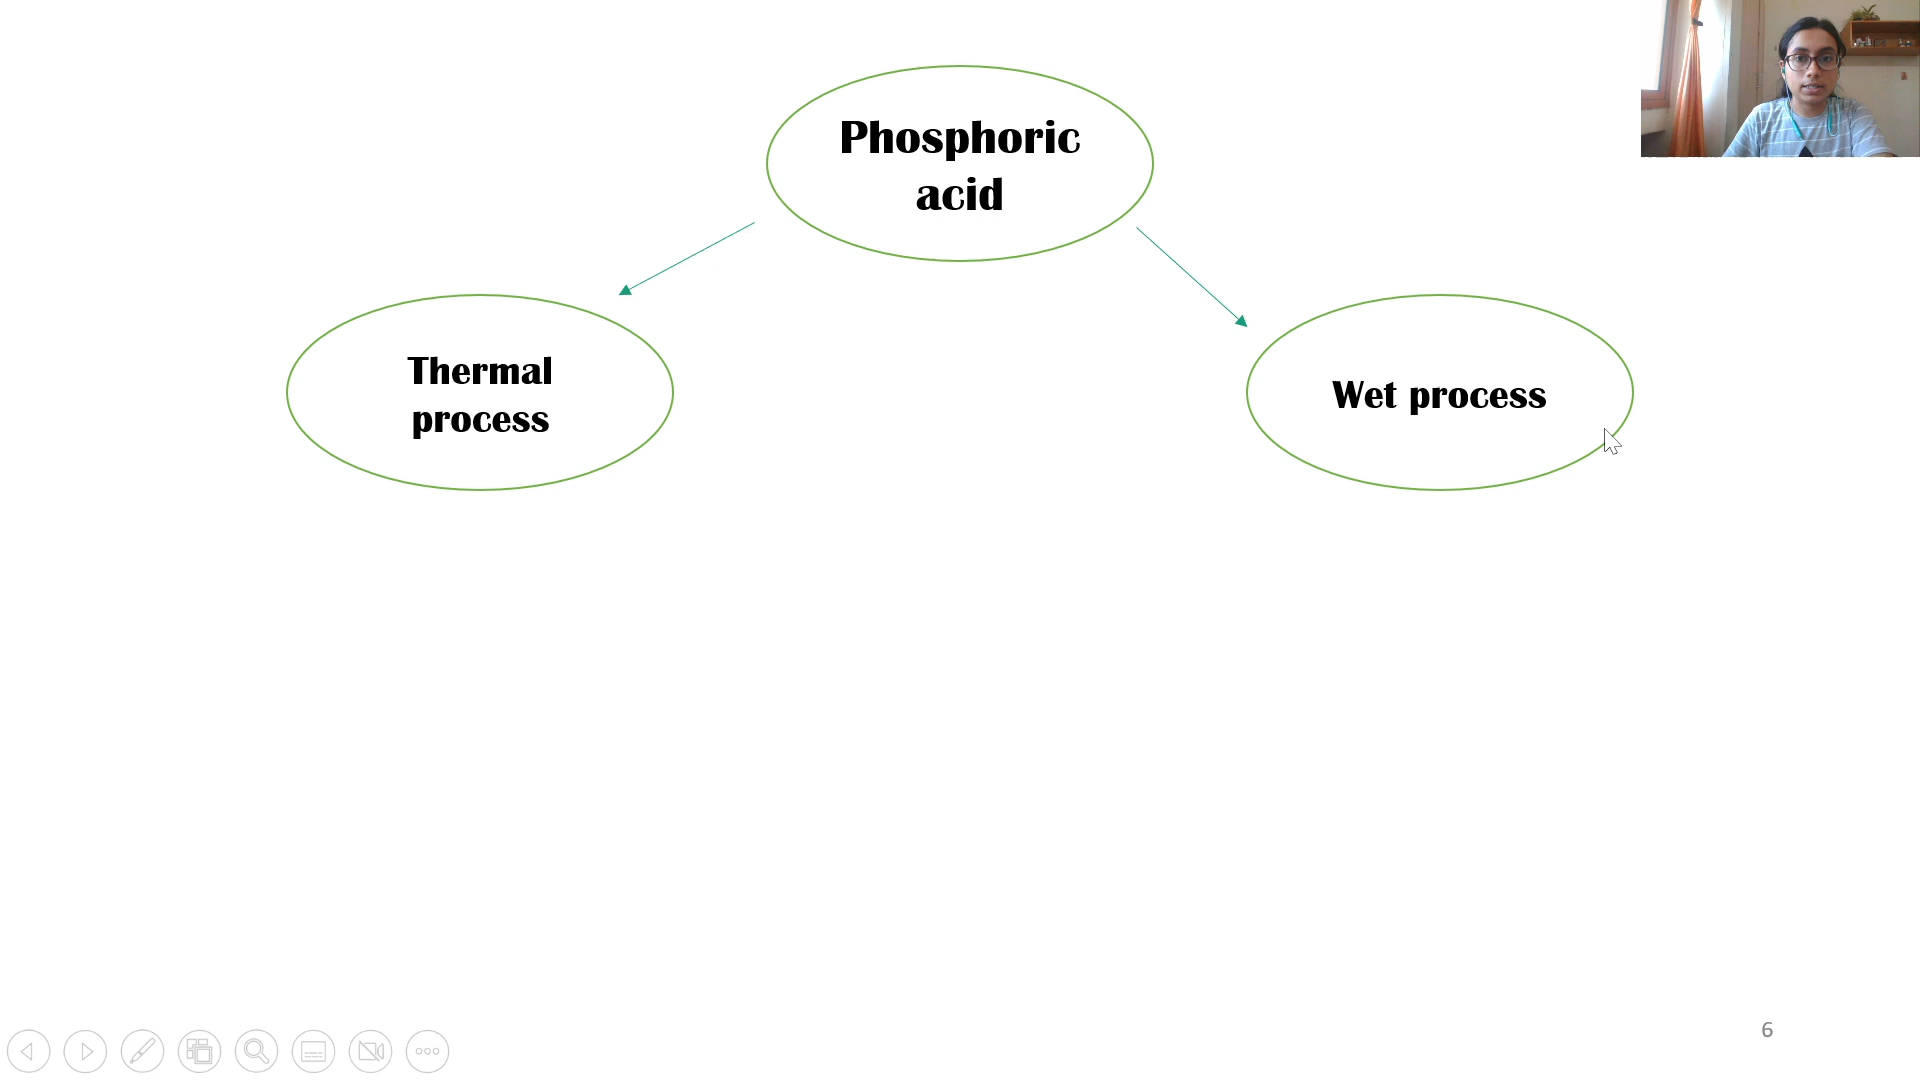 Phosphoric
acid
Thermal
process
Wet process
6